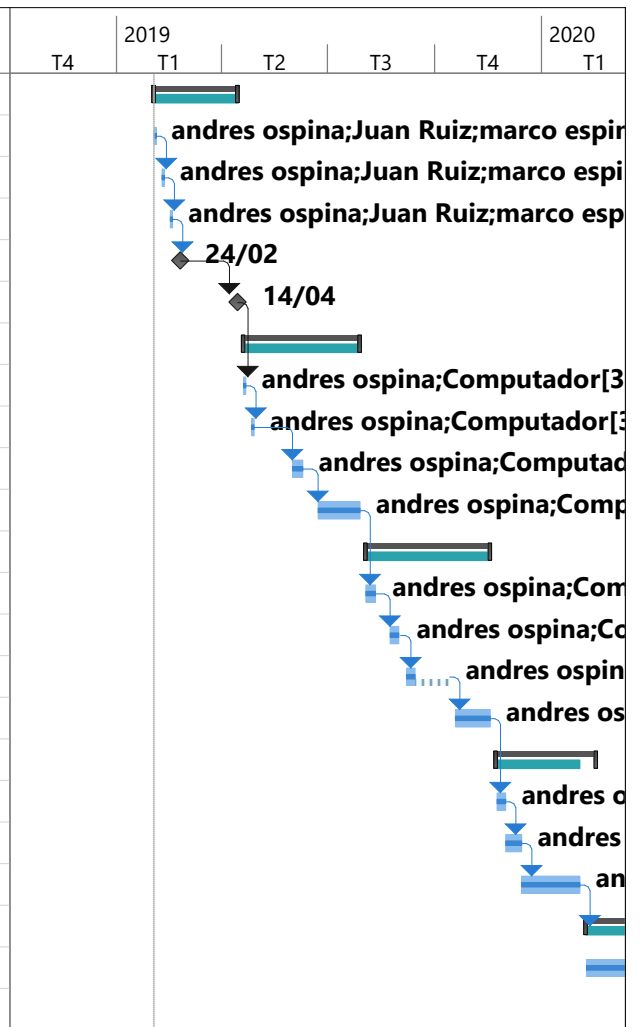 2019 2020
T4 T1 T2 T3 T4 T1
andres ospina;Juan Ruiz;marco espin
andres ospina;Juan Ruiz;marco espi
andres ospina;Juan Ruiz;marco esp
24/02
14/04
andres ospina;Computador[3
andres ospina;Computador[3
andres ospina;Computad
andres ospina;Comp
andres ospina;Com
andres ospina;Co
andres ospin
andres os
andres o
andres
an